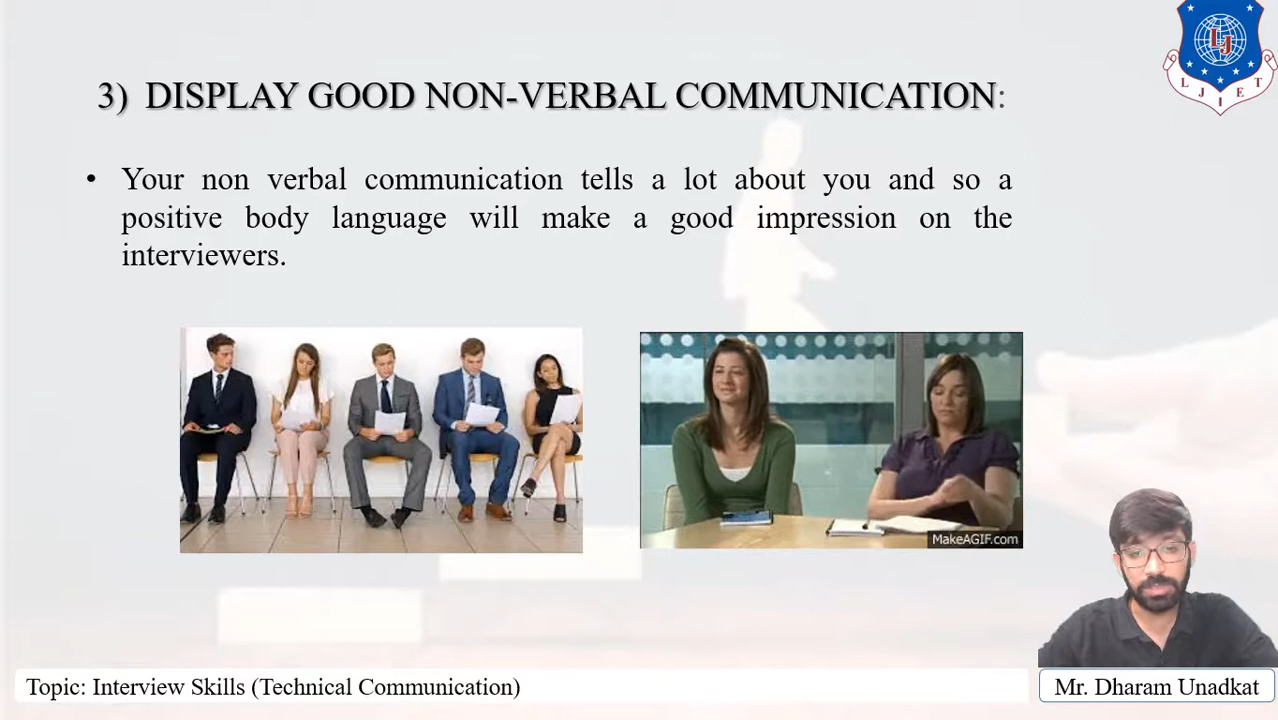 3) DISPLAY GOOD NON-VERBAL COMMUNICATION:
• Your non verbal communication tells a lot about you and so a
positive body language will make a good impression on the
interviewers.
MakeAGIF.com
Topic: Interview Skills (Technical Communication)
Mr. Dharam Unadkat
LJ
L J I E T